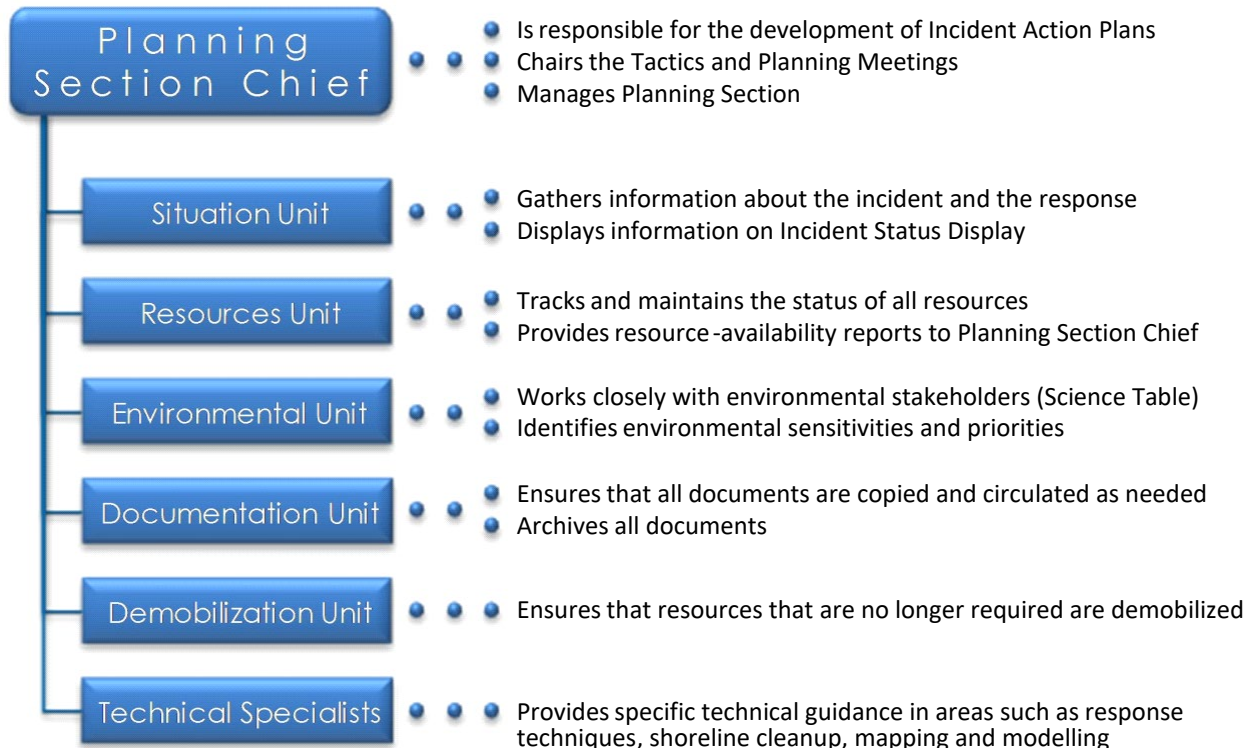 Planning
Section Chief
Is responsible for the development of Incident Action Plans
Chairs the Tactics and Planning Meetings
Manages Planning Section
Situation Unit
Gathers information about the incident and the response
Displays information on Incident Status Display
Resources Unit
Tracks and maintains the status of all resources
Provides resource-availability reports to Planning Section Chief
Environmental Unit
Works closely with environmental stakeholders (Science Table)
Identifies environmental sensitivities and priorities
Documentation Unit
Ensures that all documents are copied and circulated as needed
Archives all documents
Demobilization Unit
Ensures that resources that are no longer required are demobilized
Technical Specialists
Provides specific technical guidance in areas such as response
techniques, shoreline cleanup, mapping and modelling